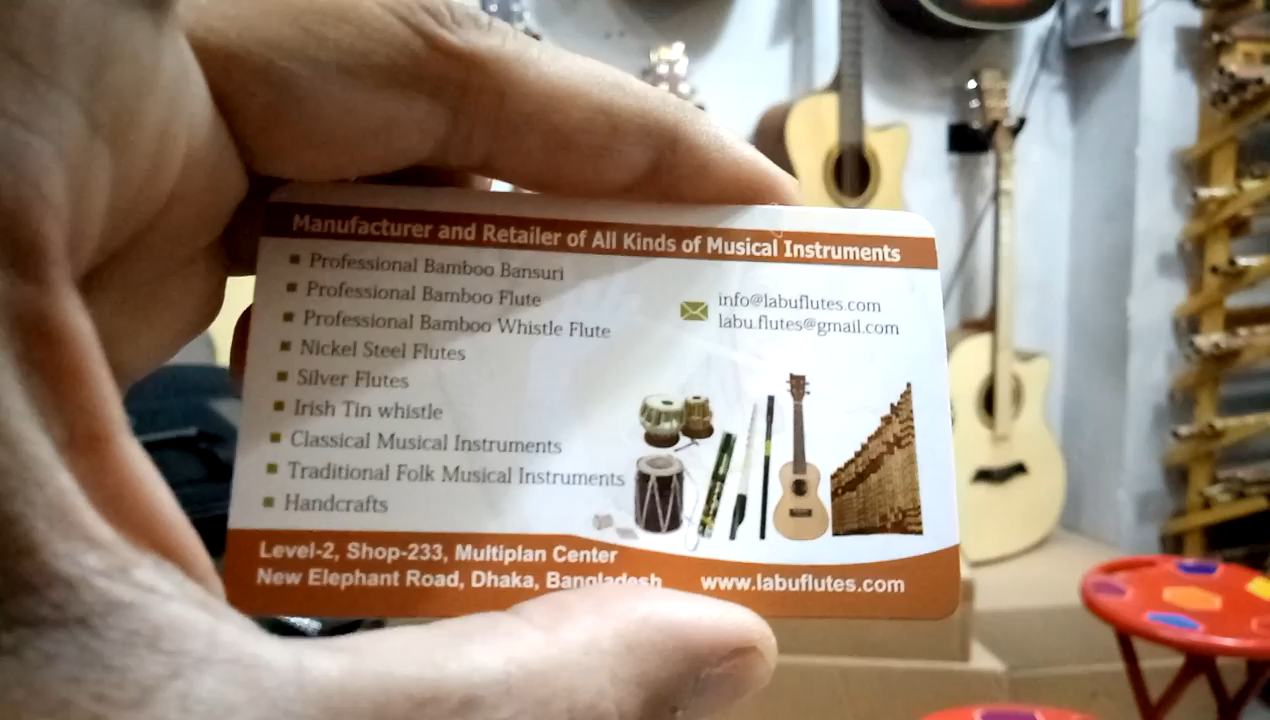 Manufacturer and Retailer of All Kinds of Musical Instruments
Professional Bamboo Bansuri
Professional Bamboo Flute
Professional Bamboo Whistle Flute
Nickel Steel Flutes
Silver Flutes
Irish Tin whistle
Classical Musical Instruments
Traditional Folk Musical Instruments
Handcrafts
info@labuflutes.com
labu.flutes@gmail.com
Level-2, Shop-233, Multiplan Center
New Elephant Road, Dhaka, Bangladesh
www.labuflutes.com